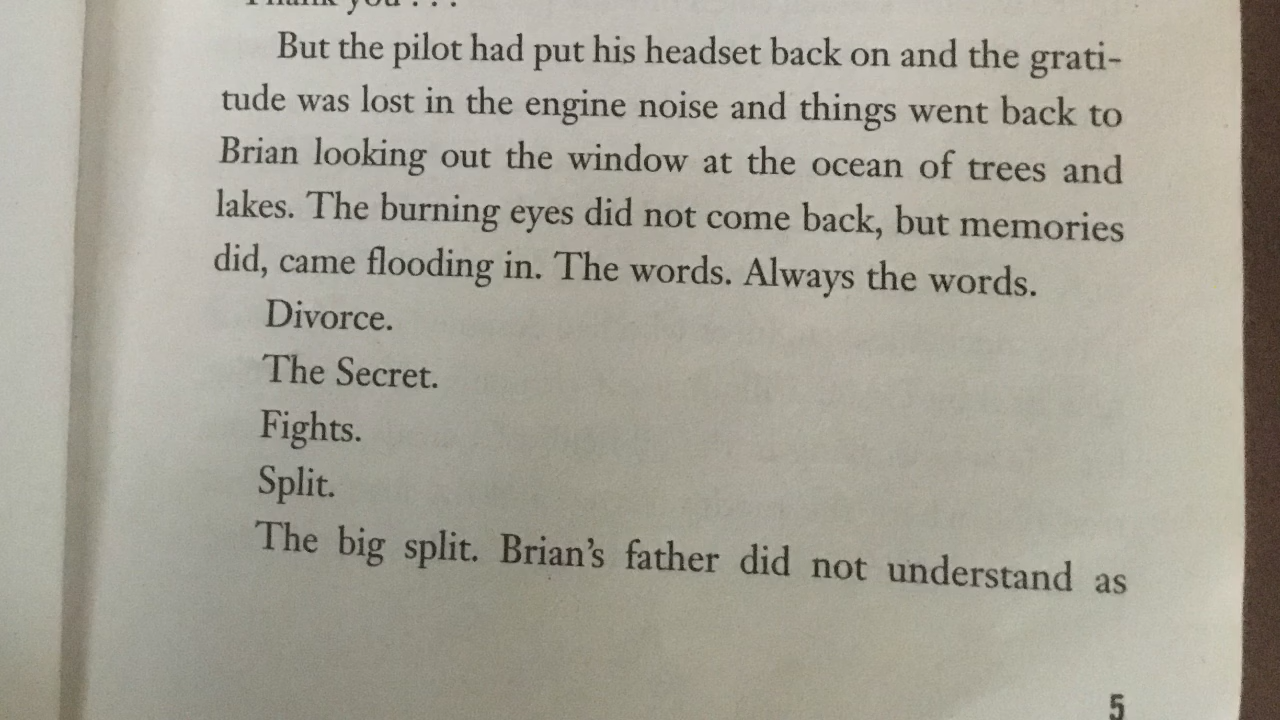 Thank you . . .
But the pilot had put his headset back on and the grati-
tude was lost in the engine noise and things went back to
Brian looking out the window at the ocean of trees and
lakes. The burning eyes did not come back, but memories
did, came flooding in. The words. Always the words.
Divorce.
The Secret.
Fights.
Split.
The big split. Brian’s father did not understand as
5